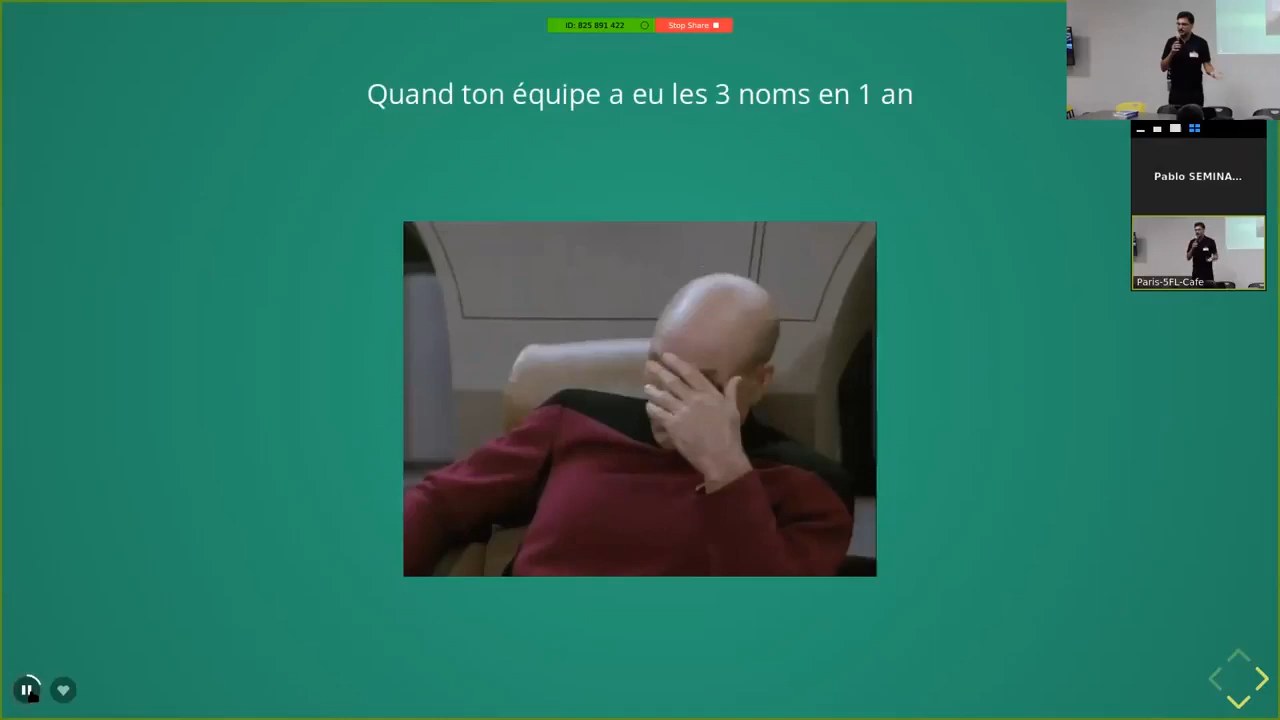 ID: 825 891 422
Stop Share
Quand ton équipe a eu les 3 noms en 1 an
Pablo SEMINA...
Paris-5FL-Cafe